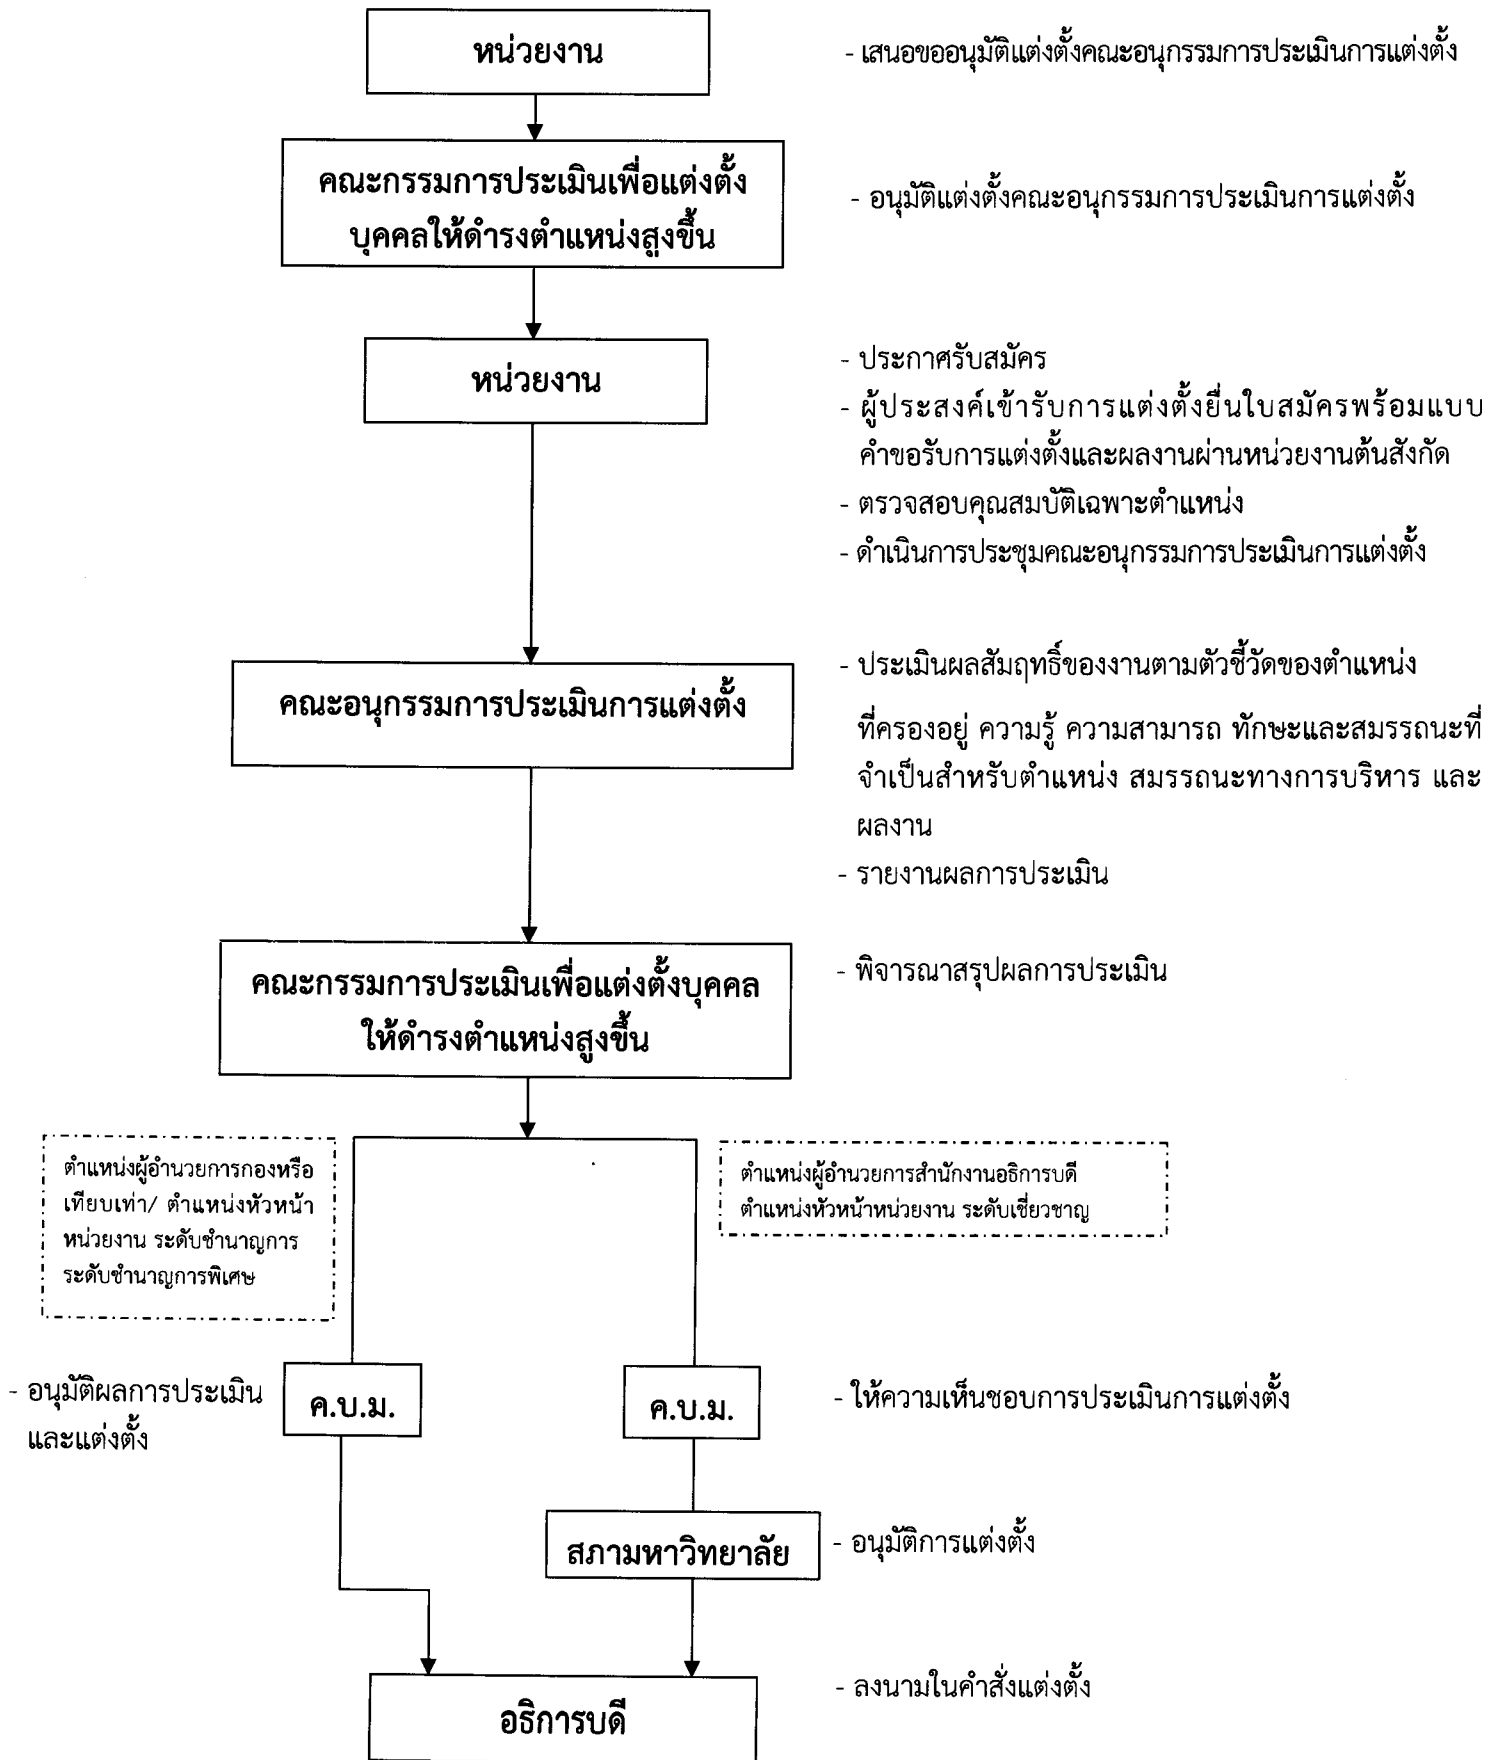 หน่วยงาน
- เสนอขออนุมัติแต่งตั้งคณะอนุกรรมการประเมินการแต่งตั้ง
คณะกรรมการประเมินเพื่อแต่งตั้ง
บุคคลให้ดำรงตำแหน่งสูงขึ้น
- อนุมัติแต่งตั้งคณะอนุกรรมการประเมินการแต่งตั้ง
หน่วยงาน
- ประกาศรับสมัคร
- ผู้ประสงค์เข้ารับการแต่งตั้งยื่นใบสมัครพร้อมแบบ
คำขอรับการแต่งตั้งและผลงานผ่านหน่วยงานต้นสังกัด
- ตรวจสอบคุณสมบัติเฉพาะตำแหน่ง
- ดำเนินการประชุมคณะอนุกรรมการประเมินการแต่งตั้ง
คณะอนุกรรมการประเมินการแต่งตั้ง
- ประเมินผลสัมฤทธิ์ของงานตามตัวชี้วัดของตำแหน่ง
ที่ครองอยู่ ความรู้ ความสามารถ ทักษะและสมรรถนะที่
จำเป็นสำหรับตำแหน่ง สมรรถนะทางการบริหาร และ
ผลงาน
- รายงานผลการประเมิน
คณะกรรมการประเมินเพื่อแต่งตั้งบุคคล
ให้ดำรงตำแหน่งสูงขึ้น
- พิจารณาสรุปผลการประเมิน
ตำแหน่งผู้อำนวยการกองหรือ
เทียบเท่า/ ตำแหน่งหัวหน้า
หน่วยงาน ระดับชำนาญการ
ระดับชำนาญการพิเศษ
ตำแหน่งผู้อำนวยการสำนักงานอธิการบดี
ตำแหน่งหัวหน้าหน่วยงาน ระดับเชี่ยวชาญ
- อนุมัติผลการประเมิน
และแต่งตั้ง
ค.บ.ม.
ค.บ.ม.
- ให้ความเห็นชอบการประเมินการแต่งตั้ง
สภามหาวิทยาลัย
- อนุมัติการแต่งตั้ง
อธิการบดี
- ลงนามในคำสั่งแต่งตั้ง